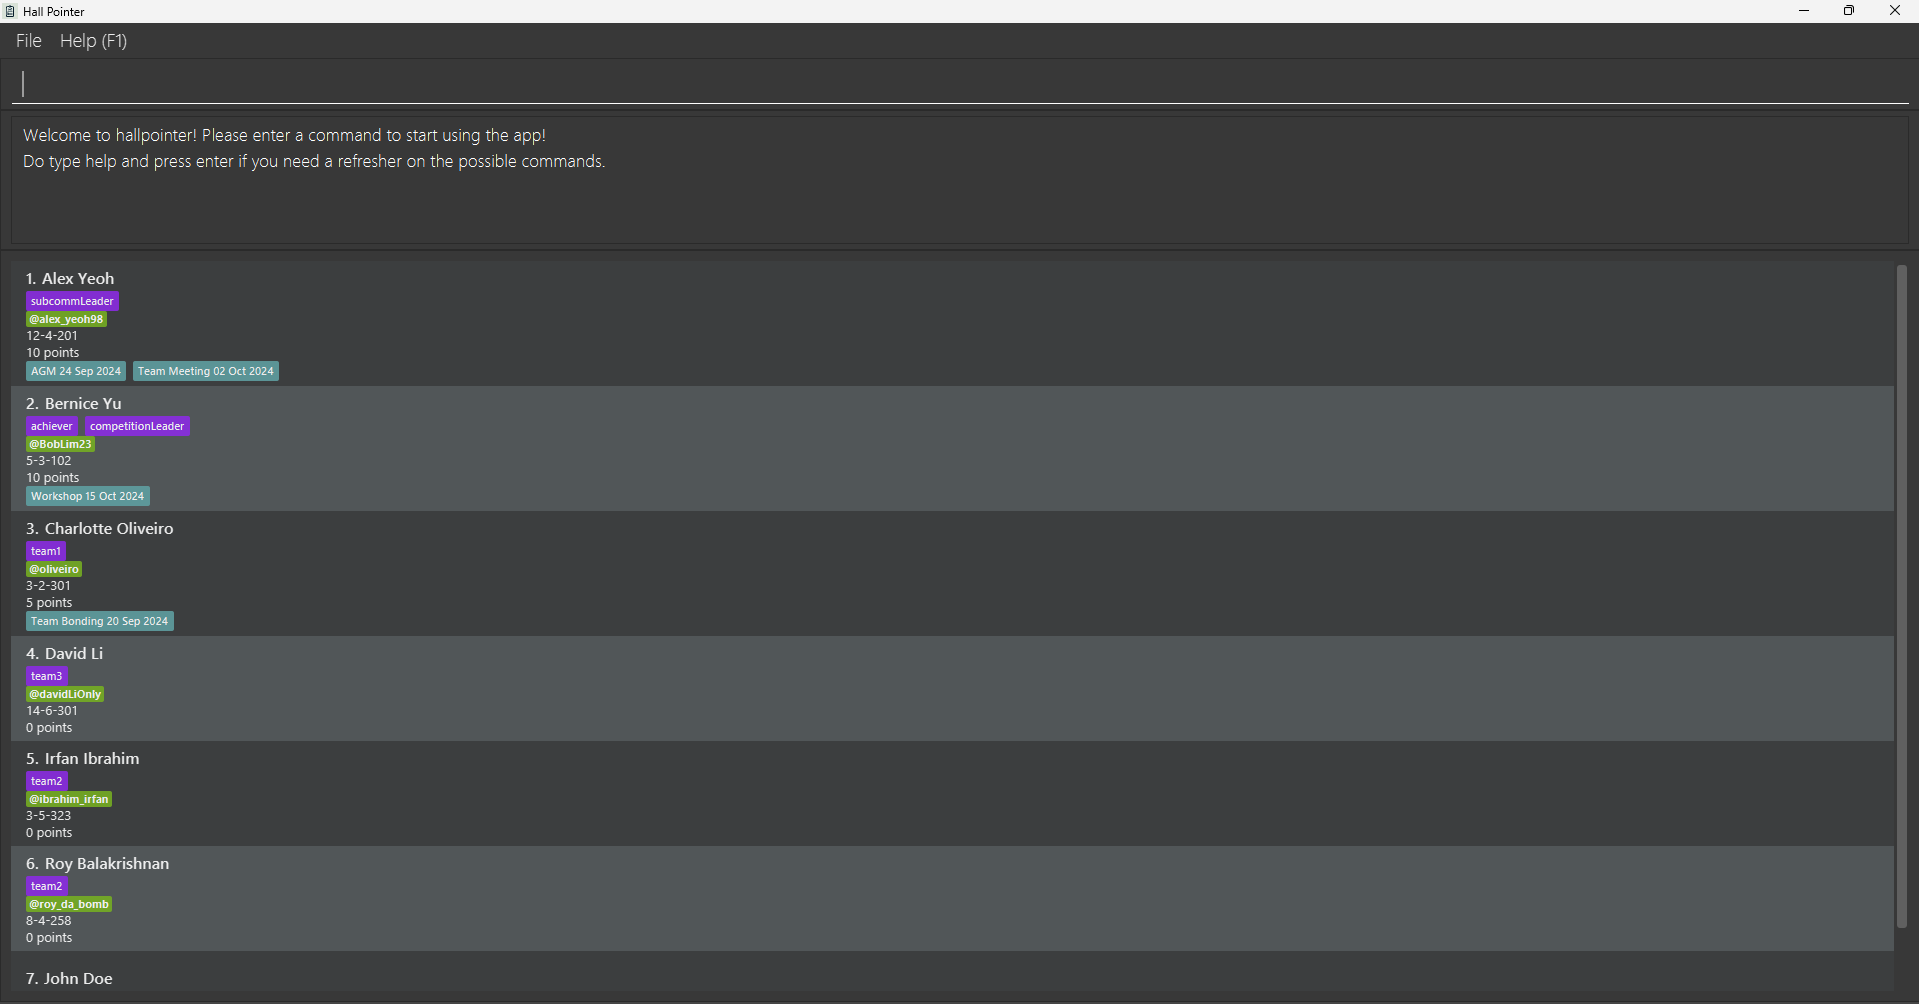 Hall Pointer
File Help (F1)
Welcome to hallpointer! Please enter a command to start using the app!
Do type help and press enter if you need a refresher on the possible commands.
1. Alex Yeoh
subcommLeader
@alex_yeoh98
12-4-201
10 points
AGM 24 Sep 2024 Team Meeting 02 Oct 2024
2. Bernice Yu
achiever competitionLeader
@BobLim23
5-3-102
10 points
Workshop 15 Oct 2024
3. Charlotte Oliveiro
team1
@oliveiro
3-2-301
5 points
Team Bonding 20 Sep 2024
4. David Li
team3
@davidLiOnly
14-6-301
0 points
5. Irfan Ibrahim
team2
@ibrahim_irfan
3-5-323
0 points
6. Roy Balakrishnan
team2
@roy_da_bomb
8-4-258
0 points
7. John Doe